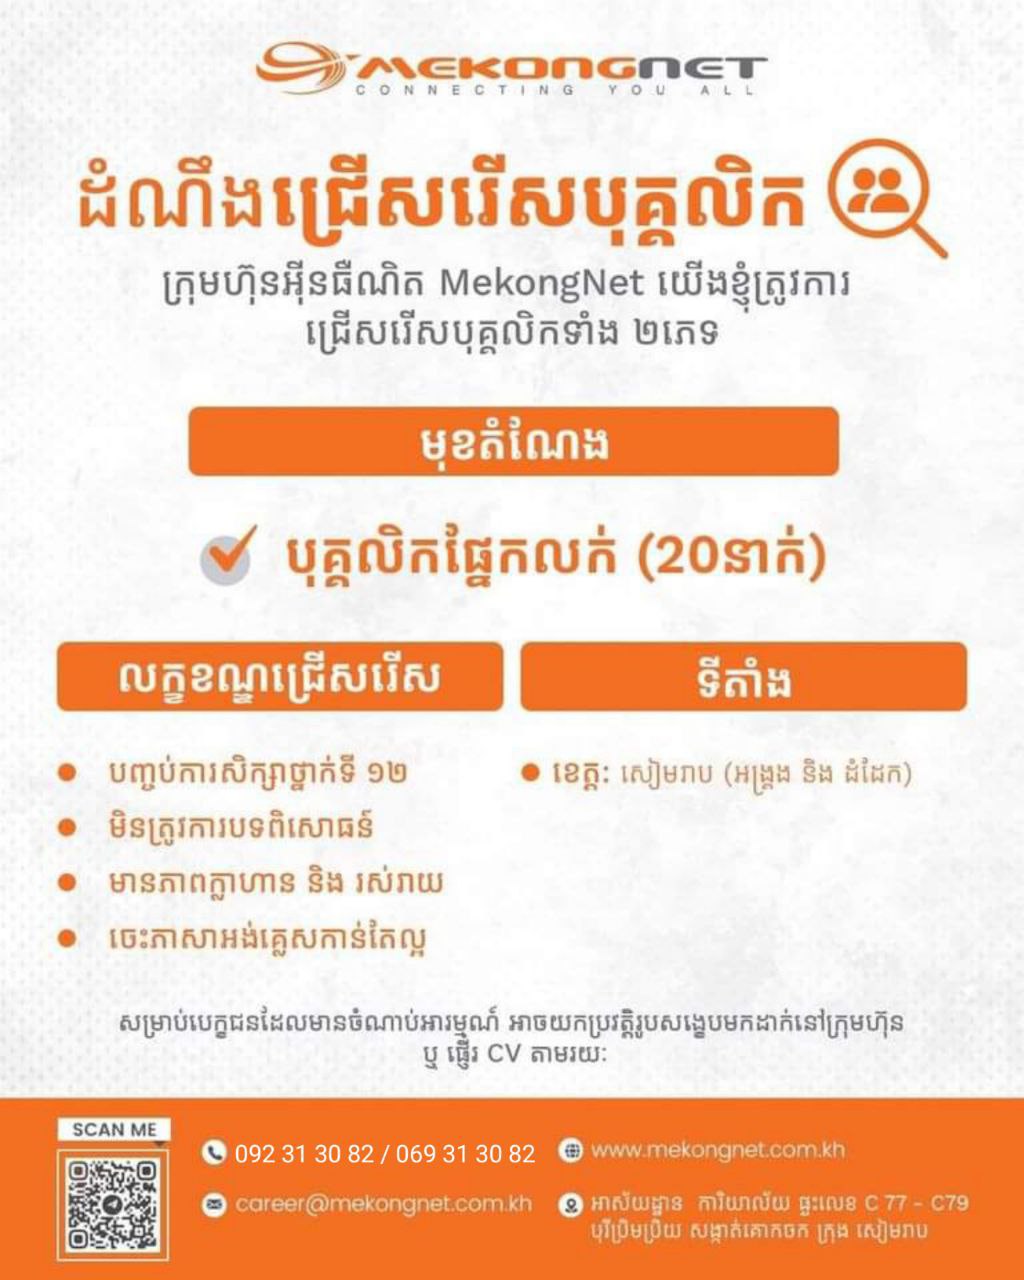 MEKONGNET
CONNECTING YOU ALL
ដំណឹងជ្រើសរើសបុគ្គលិក
ក្រុមហ៊ុនអ៊ីនធឺណិត MekongNet យើងខ្ញុំត្រូវការ
ជ្រើសរើសបុគ្គលិកទាំង ២ភេទ
មុខតំណែង
បុគ្គលិកផ្នែកលក់ (20នាក់)
លក្ខខណ្ឌជ្រើសរើស
ទីតាំង
បញ្ចប់ការសិក្សាថ្នាក់ទី ១២
មិនត្រូវការបទពិសោធន៍
មានភាពក្លាហាន និង រស់រាយ
ចេះភាសាអង់គ្លេសកាន់តែល្អ
ខេត្ត: សៀមរាប (អង្រ្គង និង ដំដែក)
សម្រាប់បេក្ខជនដែលមានចំណាប់អារម្មណ៍ អាចយកប្រវត្តិរូបសង្ខេបមកដាក់នៅក្រុមហ៊ុន
ឬ ផ្ញើរ CV តាមរយៈ
SCAN ME
092 31 30 82 / 069 31 30 82
career@mekongnet.com.kh
www.mekongnet.com.kh
អាស័យដ្ឋាន ការិយាល័យ ផ្ទះលេខ C 77 - C79
បុរីប្រិមប្រិយ សង្កាត់គោកចក ក្រុង សៀមរាប